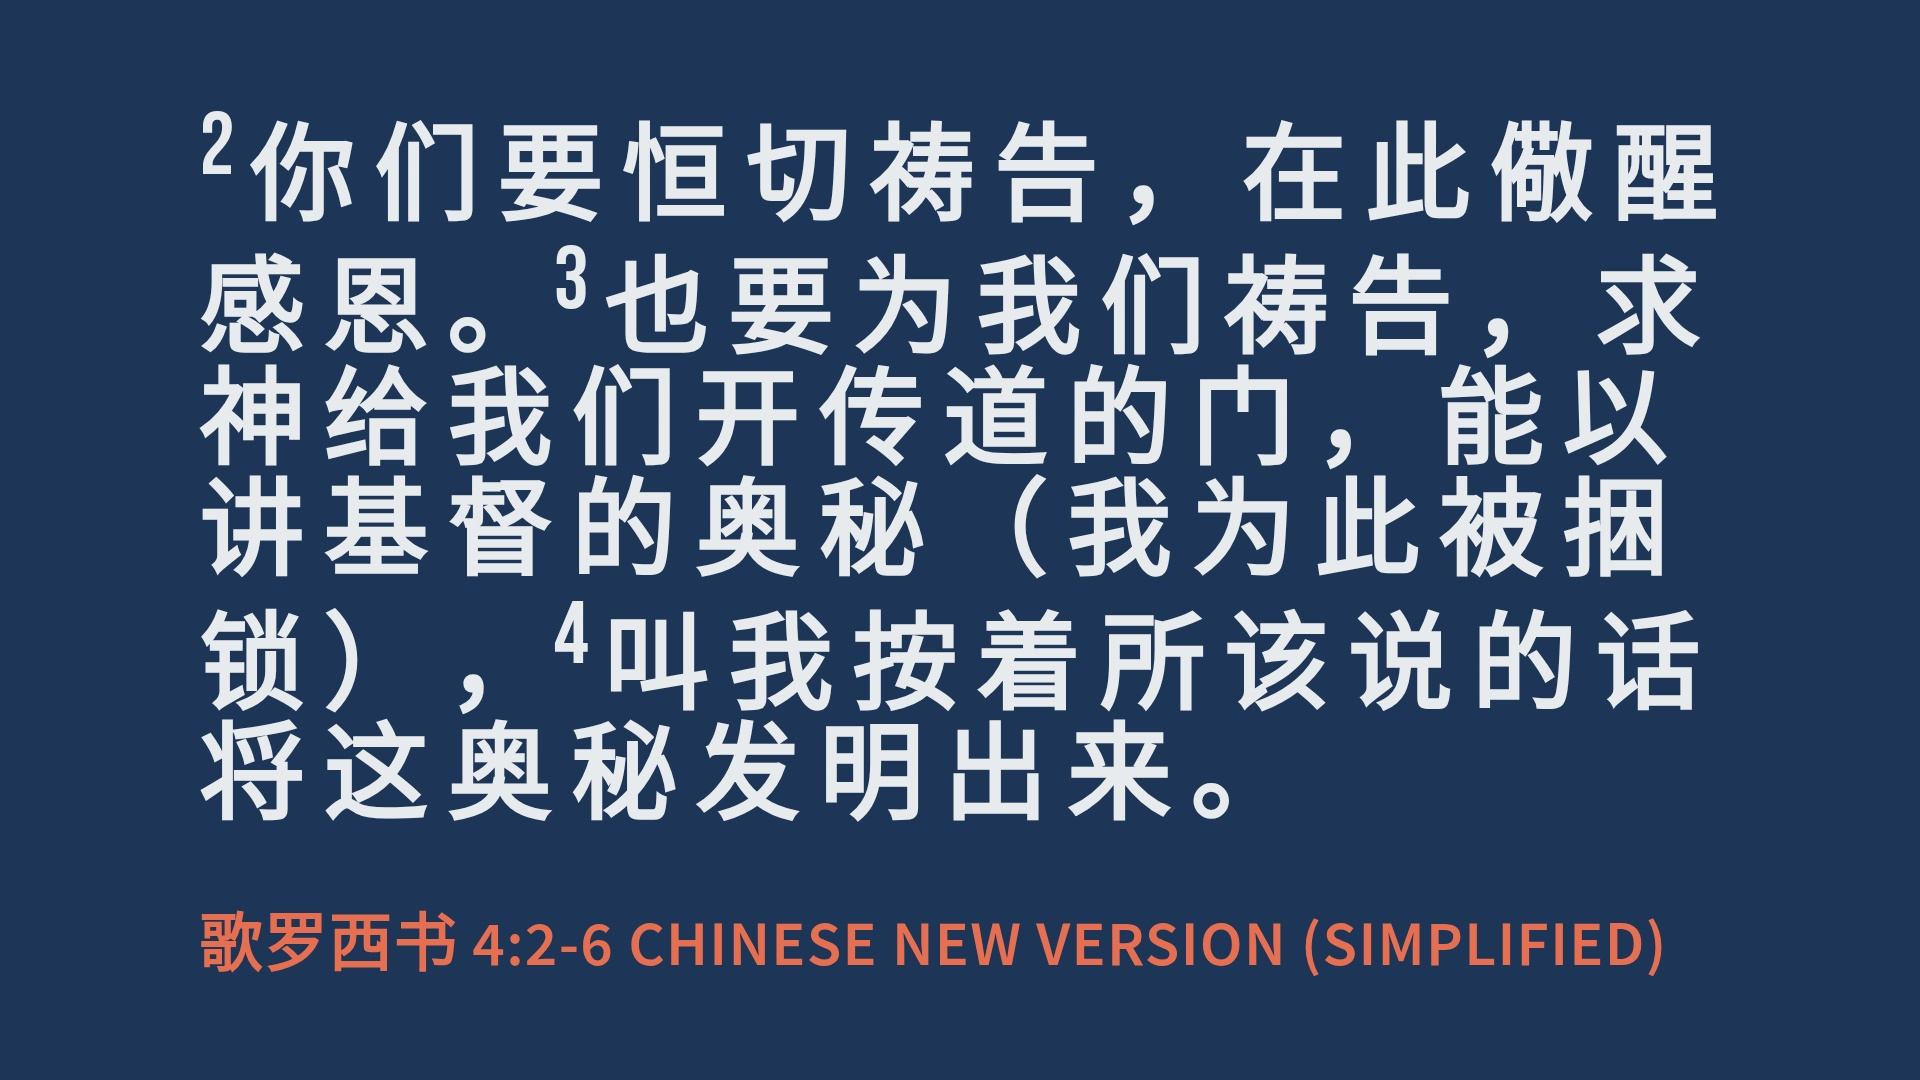 2你们要恒切祷告，在此儆醒
感恩。3也要为我们祷告，求
神给我们开传道的门，能以
讲基督的奥秘（我为此被捆
锁），4叫我按着所该说的话
将这奥秘发明出来。
歌罗西书 4:2-6 CHINESE NEW VERSION (SIMPLIFIED)